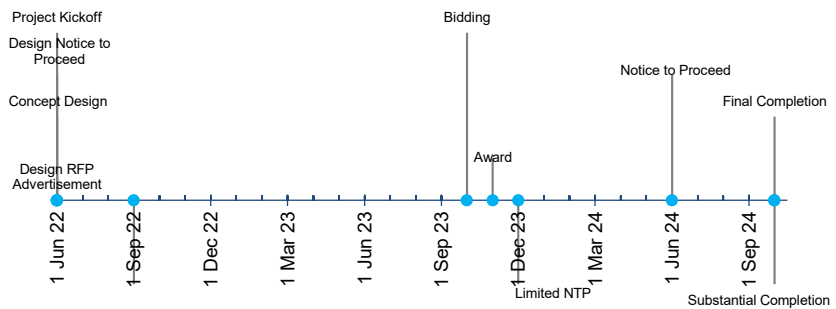 Project Kickoff
Design Notice to
Proceed
Concept Design
Design RFP
Advertisement
Bidding
Award
Notice to Proceed
Final Completion
1 Jun 22
1 Sep 22
1 Dec 22
1 Mar 23
1 Jun 23
1 Sep 23
1 Dec 23
1 Mar 24
1 Jun 24
1 Sep 24
Limited NTP
Substantial Completion